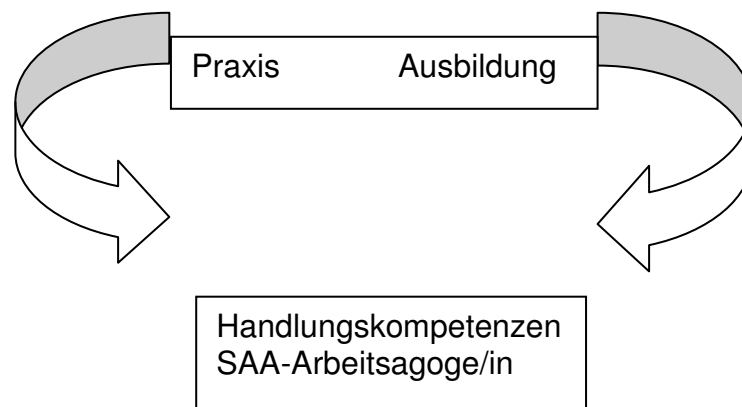 Praxis Ausbildung
Handlungskompetenzen
SAA-Arbeitsagoge/in